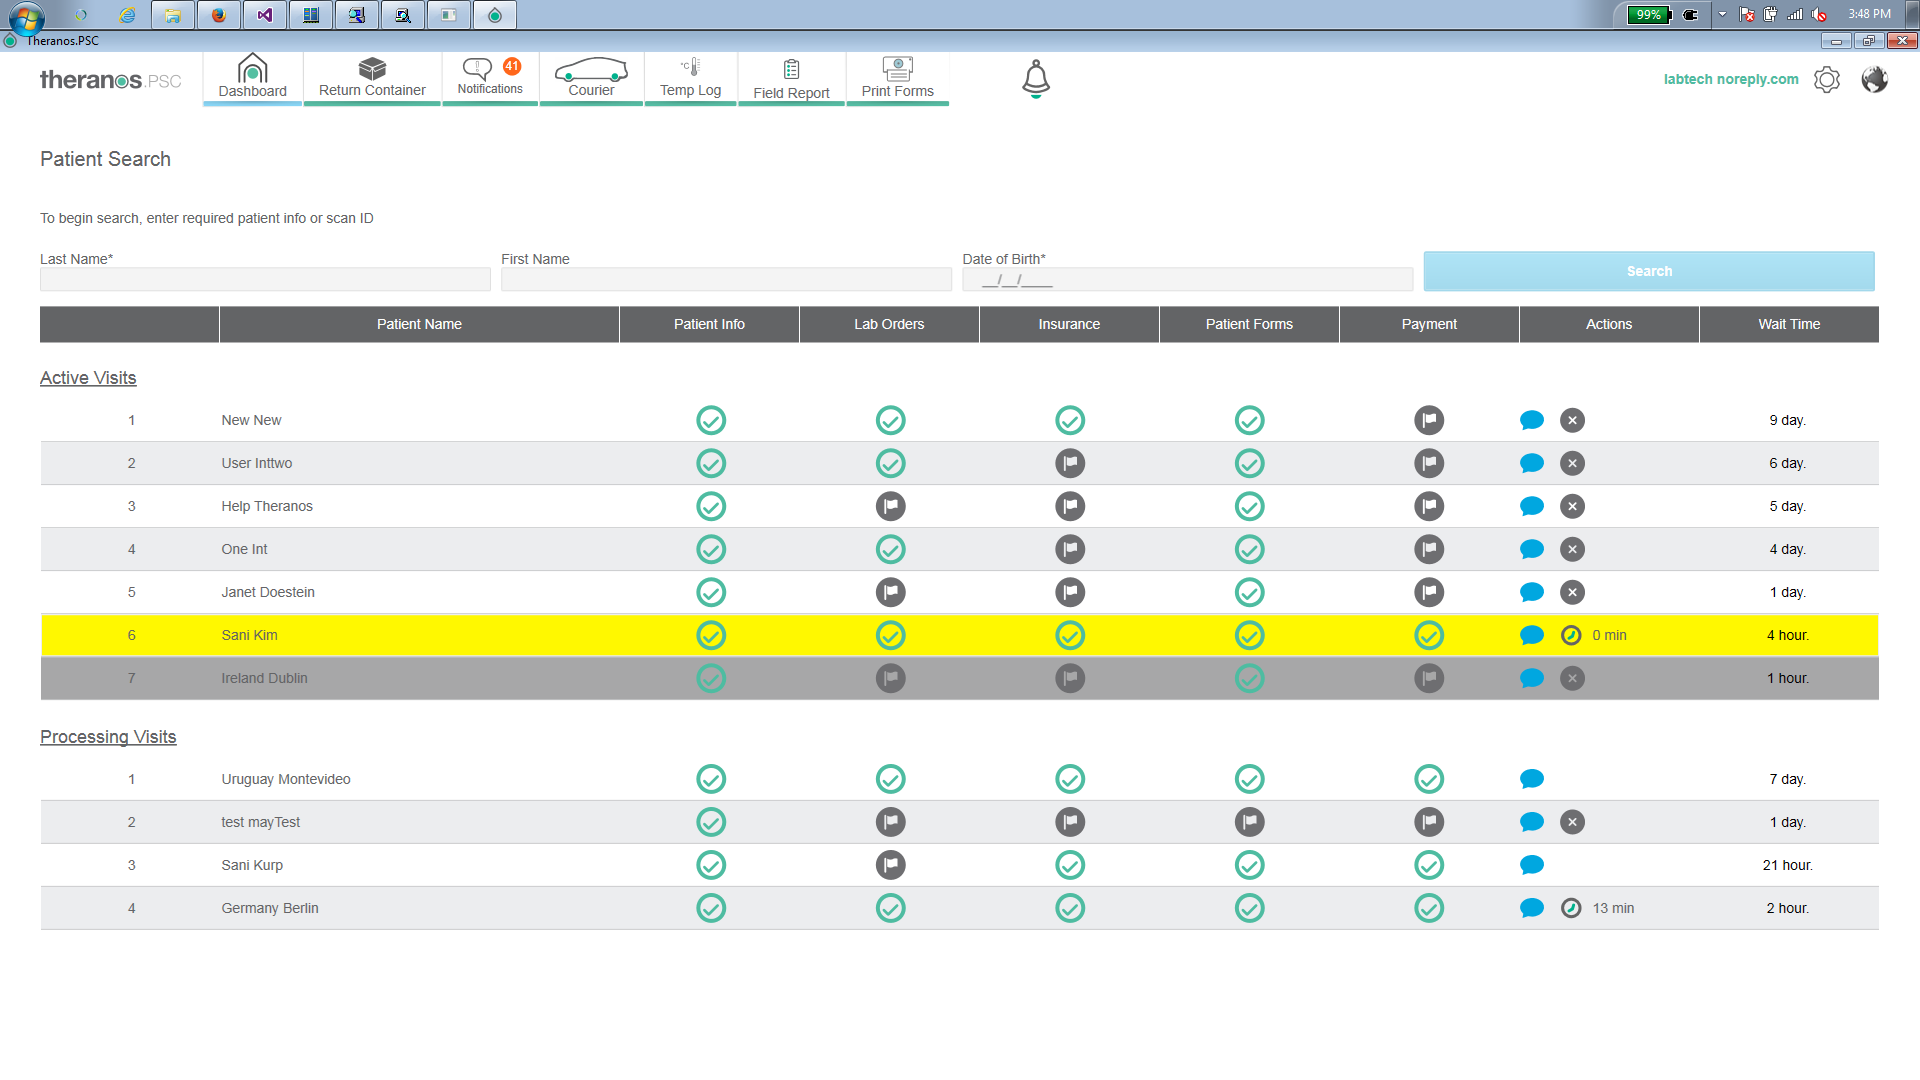 99% 3:48 PM
Theranos.PSC
theranos.PSC
Dashboard Return Container Notifications 41 Courier °C Temp Log Field Report Print Forms labtech noreply.com
Patient Search
To begin search, enter required patient info or scan ID
Last Name* First Name Date of Birth*
__/__/____ Search
Patient Name Patient Info Lab Orders Insurance Patient Forms Payment Actions Wait Time
Active Visits
1 New New 9 day.
2 User Inttwo 6 day.
3 Help Theranos 5 day.
4 One Int 4 day.
5 Janet Doestein 1 day.
6 Sani Kim 0 min 4 hour.
7 Ireland Dublin 1 hour.
Processing Visits
1 Uruguay Montevideo 7 day.
2 test mayTest 1 day.
3 Sani Kurp 21 hour.
4 Germany Berlin 13 min 2 hour.